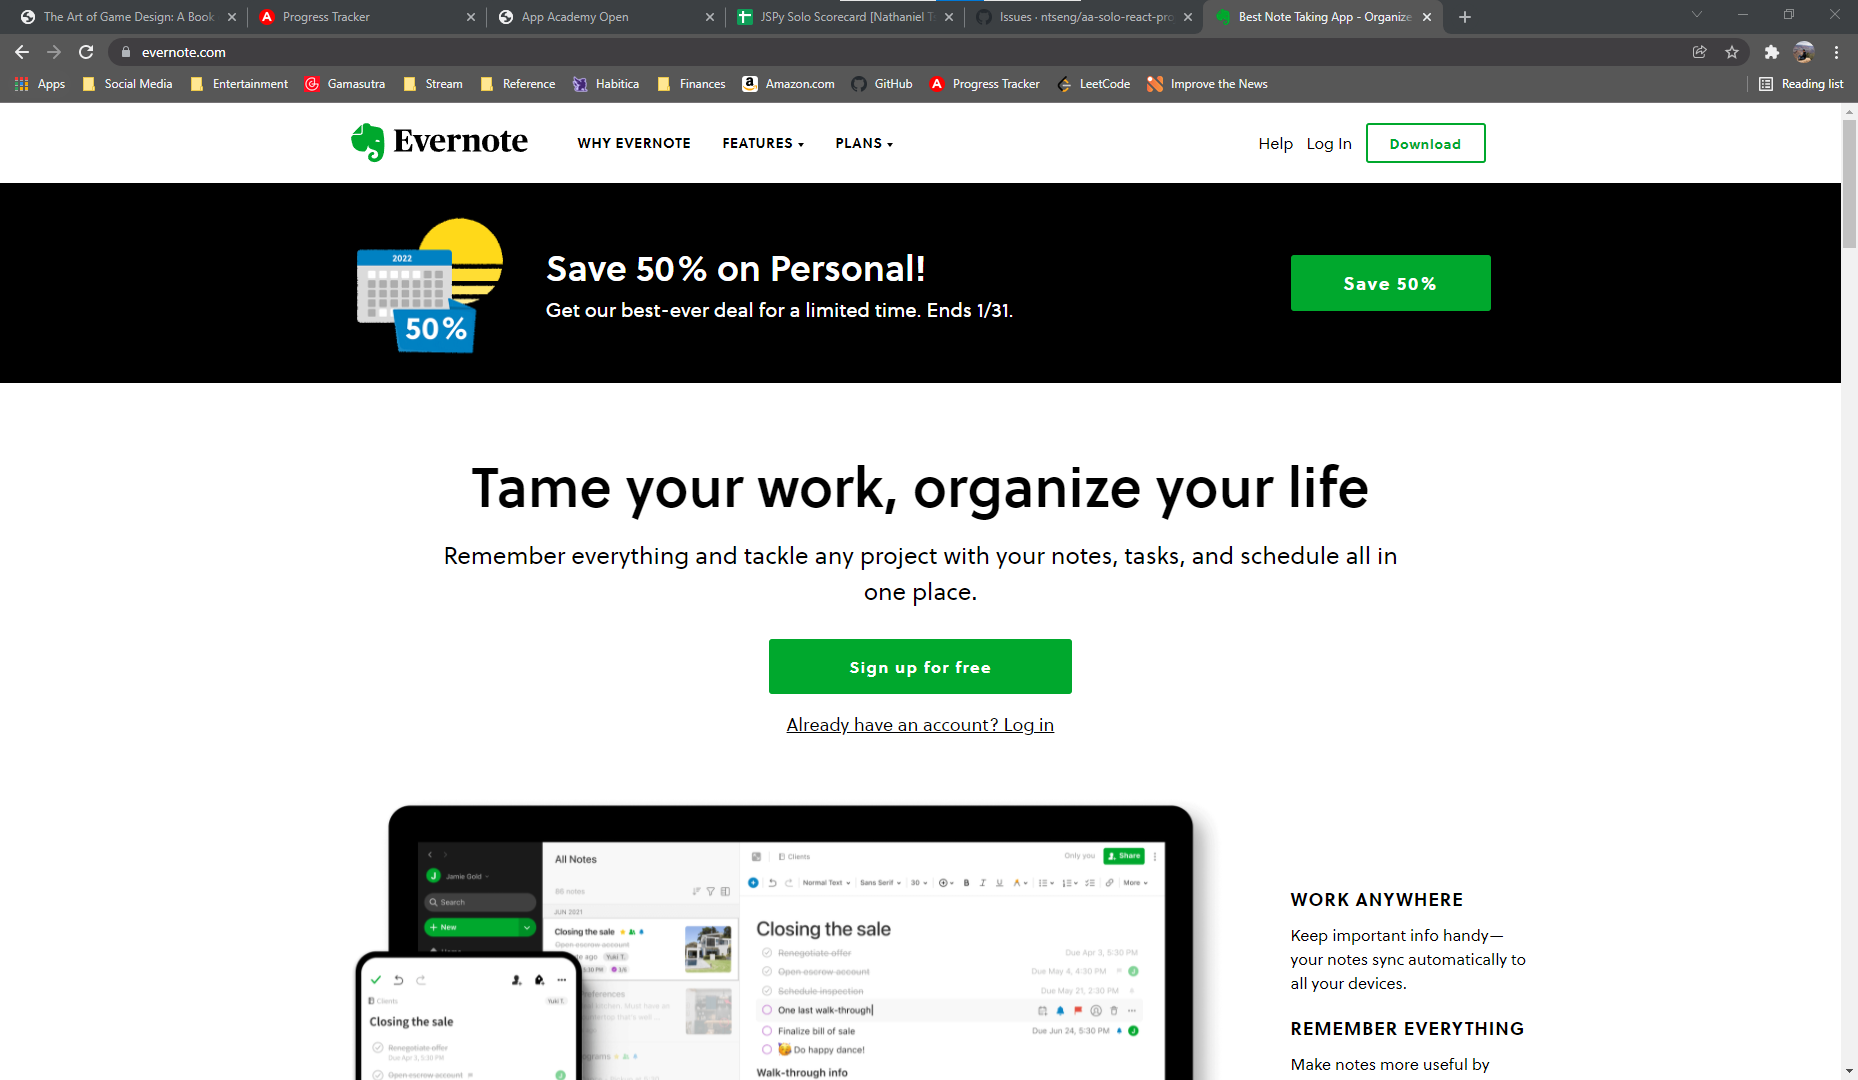 The Art of Game Design: A Book
Progress Tracker
App Academy Open
JSPy Solo Scorecard [Nathaniel Ts
Issues · ntseng/aa-solo-react-pro
Best Note Taking App - Organize
evernote.com
Apps
Social Media
Entertainment
Gamasutra
Stream
Reference
Habitica
Finances
Amazon.com
GitHub
Progress Tracker
LeetCode
Improve the News
Reading list
Evernote
WHY EVERNOTE
FEATURES
PLANS
Help
Log In
Download
2022
50%
Save 50% on Personal!
Get our best-ever deal for a limited time. Ends 1/31.
Save 50%
Tame your work, organize your life
Remember everything and tackle any project with your notes, tasks, and schedule all in
one place.
Sign up for free
Already have an account? Log in
Jamie Gold
Search
+ New
All Notes
86 notes
JUN 2021
Closing the sale
Open escrow account
ago Yuki T.
5:30 PM 3/6
Clients
Only you
Share
Normal Text
Sans Serif
30
B I U A
More
Closing the sale
Renegotiate offer
Due Apr 3, 5:30 PM
Open escrow account
Due May 4, 4:30 PM
Schedule inspection
Due May 21, 2:30 PM
One last walk-through
Finalize bill of sale
Due Jun 24, 5:30 PM
Do happy dance!
Walk-through info
Clients
Yuki T.
Closing the sale
Renegotiate offer
Due Apr 3, 5:30 PM
Open escrow account
WORK ANYWHERE
Keep important info handy—
your notes sync automatically to
all your devices.
REMEMBER EVERYTHING
Make notes more useful by